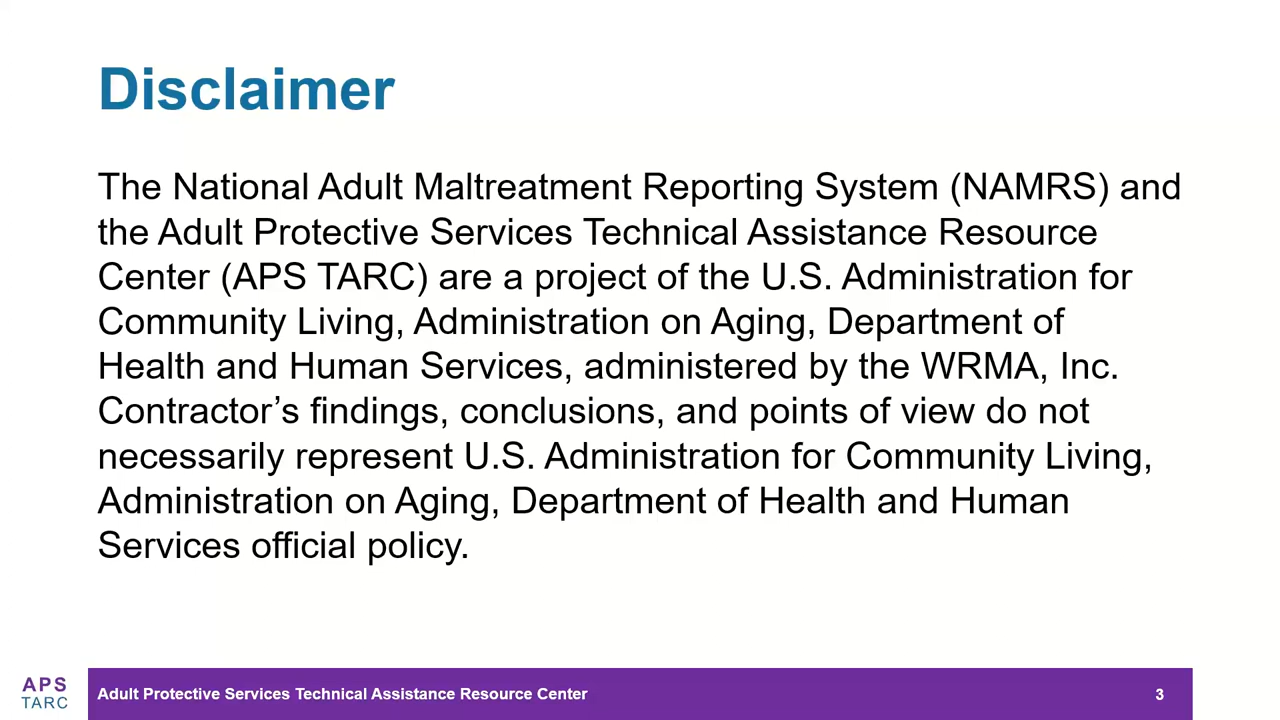 Disclaimer
The National Adult Maltreatment Reporting System (NAMRS) and
the Adult Protective Services Technical Assistance Resource
Center (APS TARC) are a project of the U.S. Administration for
Community Living, Administration on Aging, Department of
Health and Human Services, administered by the WRMA, Inc.
Contractor’s findings, conclusions, and points of view do not
necessarily represent U.S. Administration for Community Living,
Administration on Aging, Department of Health and Human
Services official policy.
APS
TARC
Adult Protective Services Technical Assistance Resource Center
3